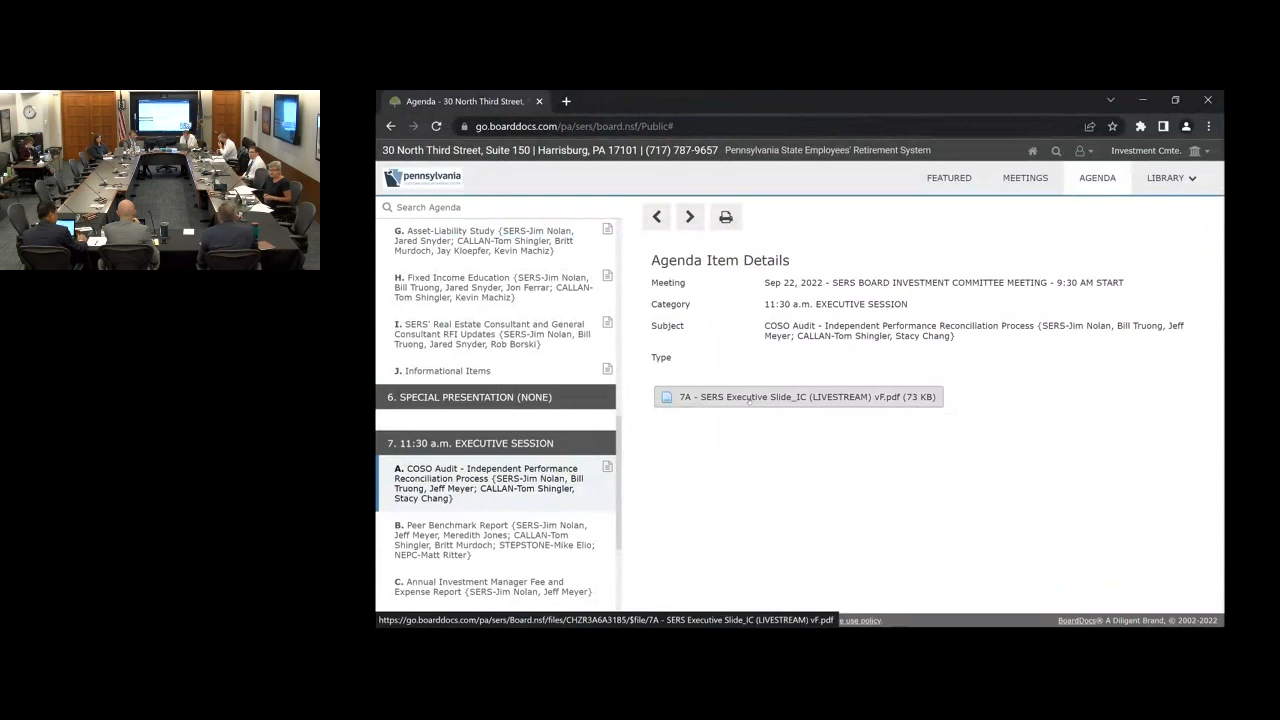 Agenda - 30 North Third Street,
go.boarddocs.com/pa/sers/board.nsf/Public#
30 North Third Street, Suite 150 | Harrisburg, PA 17101 | (717) 787-9657 Pennsylvania State Employees' Retirement System
Investment Cmte.
pennsylvania
FEATURED
MEETINGS
AGENDA
LIBRARY
Search Agenda
G. Asset-Liability Study {SERS-Jim Nolan,
Jared Snyder; CALLAN-Tom Shingler, Britt
Murdoch, Jay Kloepfer, Kevin Machiz}
H. Fixed Income Education {SERS-Jim Nolan,
Bill Truong, Jared Snyder, Jon Ferrar; CALLAN-
Tom Shingler, Kevin Machiz}
I. SERS' Real Estate Consultant and General
Consultant RFI Updates {SERS-Jim Nolan, Bill
Truong, Jared Snyder, Rob Borski}
J. Informational Items
6. SPECIAL PRESENTATION (NONE)
7. 11:30 a.m. EXECUTIVE SESSION
A. COSO Audit - Independent Performance
Reconciliation Process {SERS-Jim Nolan, Bill
Truong, Jeff Meyer; CALLAN-Tom Shingler,
Stacy Chang}
B. Peer Benchmark Report {SERS-Jim Nolan,
Jeff Meyer, Meredith Jones; CALLAN-Tom
Shingler, Britt Murdoch; STEPSTONE-Mike Elio;
NEPC-Matt Ritter}
C. Annual Investment Manager Fee and
Expense Report {SERS-Jim Nolan, Jeff Meyer}
Agenda Item Details
Meeting Sep 22, 2022 - SERS BOARD INVESTMENT COMMITTEE MEETING - 9:30 AM START
Category 11:30 a.m. EXECUTIVE SESSION
Subject COSO Audit - Independent Performance Reconciliation Process {SERS-Jim Nolan, Bill Truong, Jeff
Meyer; CALLAN-Tom Shingler, Stacy Chang}
Type
7A - SERS Executive Slide_IC (LIVESTREAM) vF.pdf (73 KB)
https://go.boarddocs.com/pa/sers/Board.nsf/files/CHZR3A6A31B5/$file/7A - SERS Executive Slide_IC (LIVESTREAM) vF.pdf
e use policy.
BoardDocs® A Diligent Brand, © 2002-2022